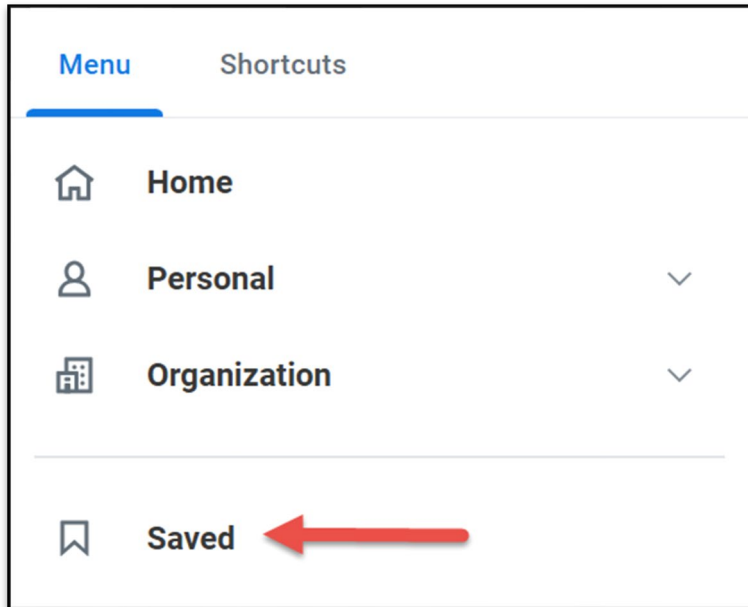 Menu Shortcuts
Home
Personal
Organization
Saved